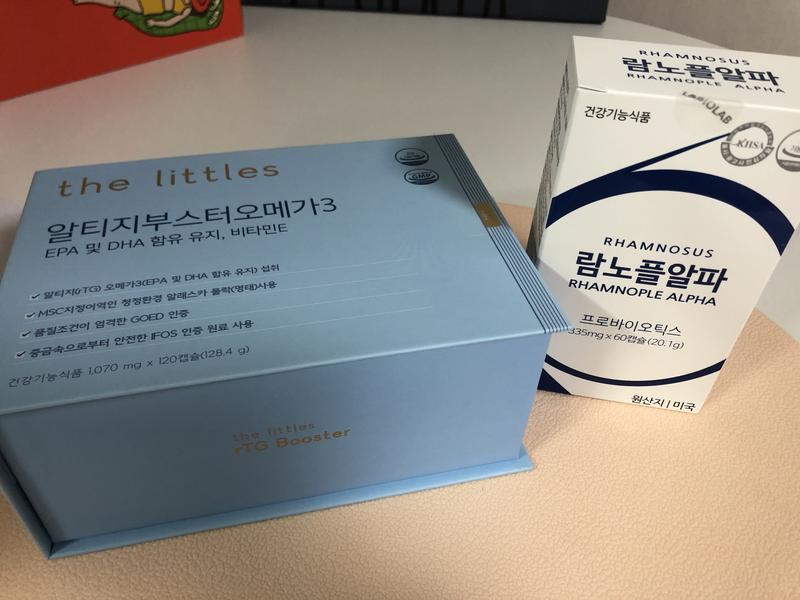 the littles
알티지부스터오메가3
EPA 및 DHA 함유 유지, 비타민E
✓ 알티지(rTG) 오메가3(EPA 및 DHA 함유 유지) 섭취
✓ MSC지정어역인 청정환경 알래스카 폴락(명태)사용
✓ 품질조건이 엄격한 GOED 인증
✓ 중금속으로부터 안전한 IFOS 인증 원료 사용
건강기능식품 1,070 mg x 120캡슐(128.4 g)
GMP
the littles
rTG Booster
RHAMNOSUS
람노플알파
RHAMNOPLE ALPHA
건강기능식품
KHSA
RHAMNOSUS
람노플알파
RHAMNOPLE ALPHA
프로바이오틱스
335mg x 60캡슐(20.1g)
원산지 | 미국